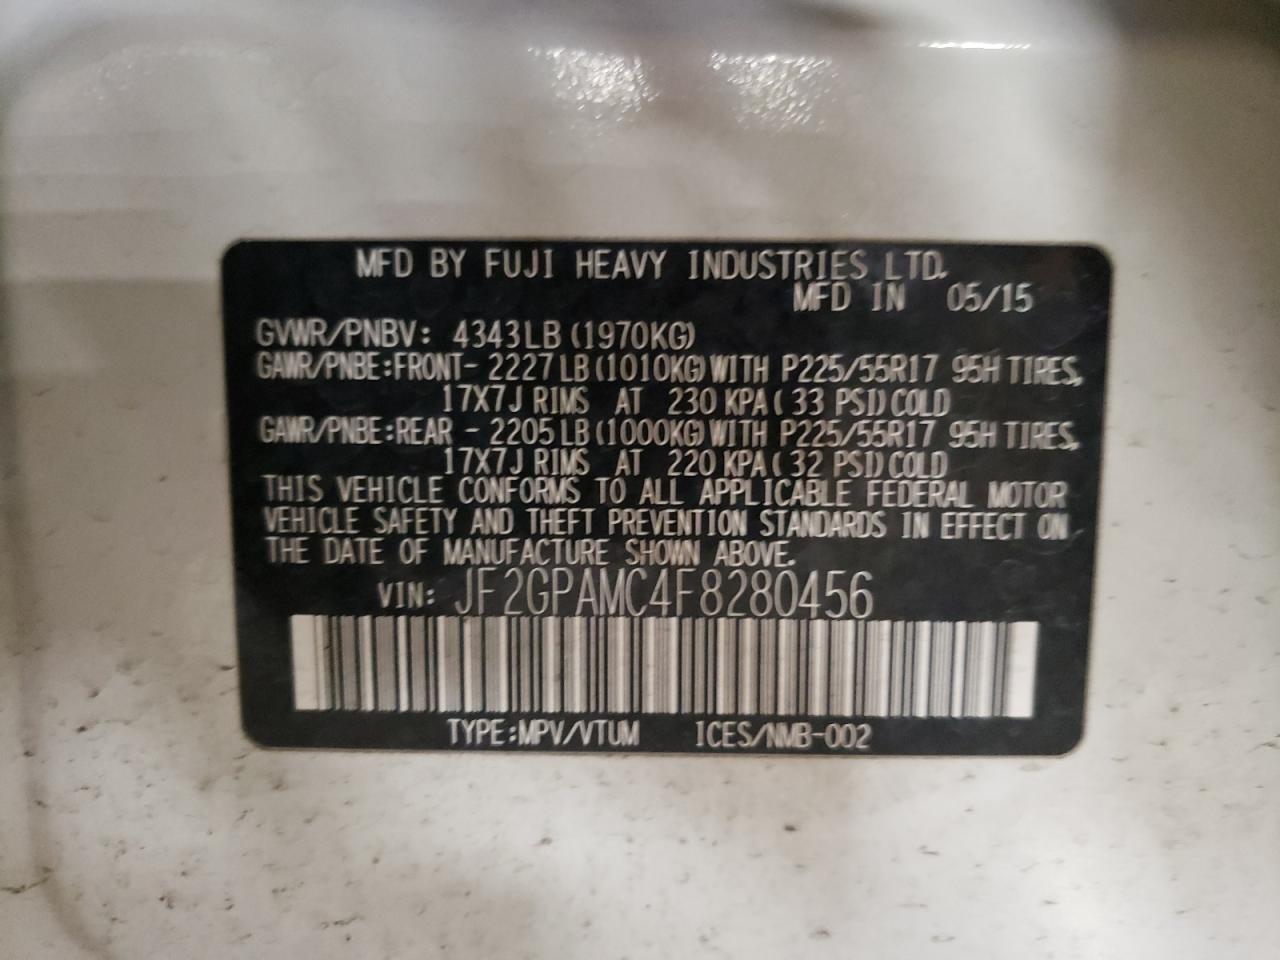 MFD BY FUJI HEAVY INDUSTRIES LTD.
MFD IN 05/15
GVWR/PNBV: 4343LB (1970KG)
GAWR/PNBE:FRONT- 2227LB (1010KG) WITH P225/55R17 95H TIRES,
17X7J RIMS AT 230 KPA (33 PSI) COLD
GAWR/PNBE:REAR - 2205LB (1000KG) WITH P225/55R17 95H TIRES,
17X7J RIMS AT 220 KPA (32 PSI) COLD
THIS VEHICLE CONFORMS TO ALL APPLICABLE FEDERAL MOTOR
VEHICLE SAFETY AND THEFT PREVENTION STANDARDS IN EFFECT ON
THE DATE OF MANUFACTURE SHOWN ABOVE.
VIN: JF2GPAMC4F8280456
TYPE:MPV/VTUM ICES/NMB-002